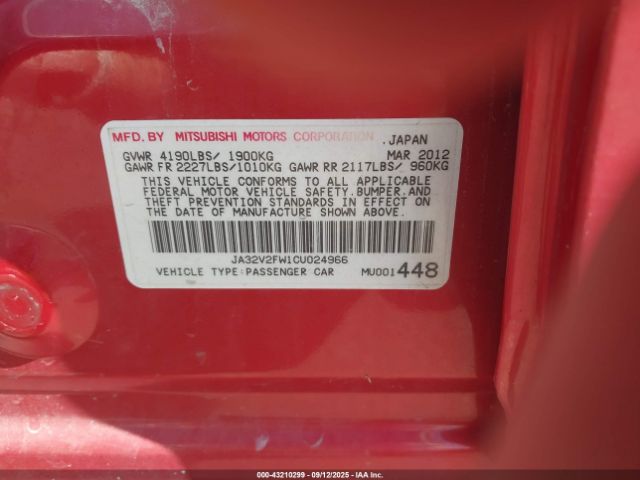 MFD. BY MITSUBISHI MOTORS CORPORATION .JAPAN
GVWR 4190LBS/ 1900KG MAR 2012
GAWR FR 2227LBS/1010KG GAWR RR 2117LBS/ 960KG
THIS VEHICLE CONFORMS TO ALL APPLICABLE
FEDERAL MOTOR VEHICLE SAFETY.BUMPER.AND
THEFT PREVENTION STANDARDS IN EFFECT ON
THE DATE OF MANUFACTURE SHOWN ABOVE.
JA32V2FW1CU024966
VEHICLE TYPE:PASSENGER CAR MU001448
000-43210299 - 09/12/2025 - IAAI, Inc.